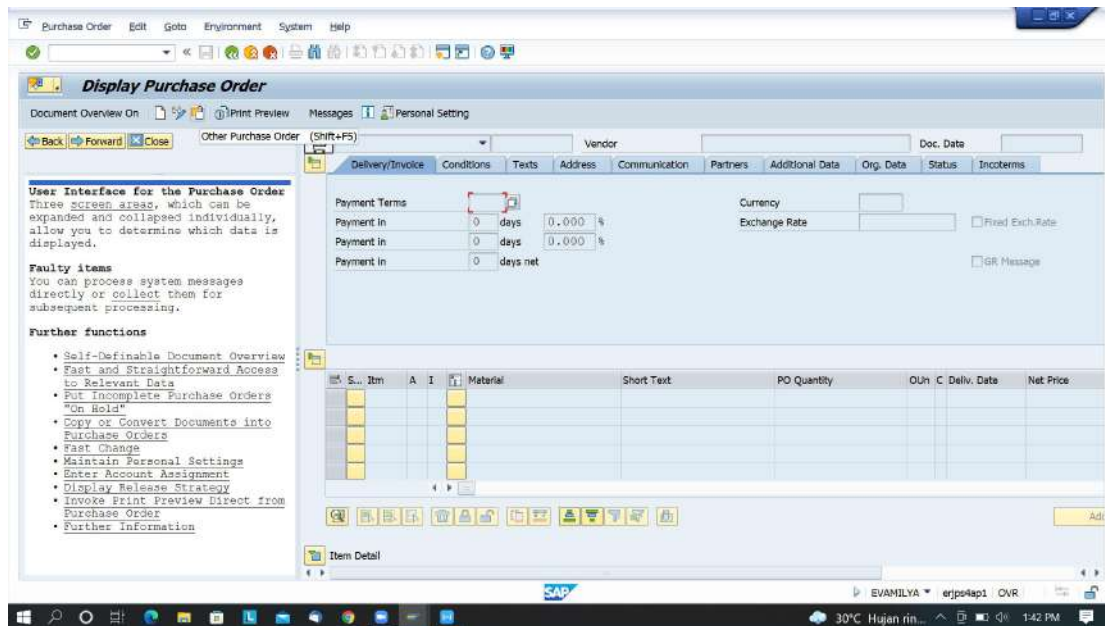 Purchase Order Edit Goto Environment System Help
Display Purchase Order
Document Overview On Print Preview Messages Personal Setting
Back Forward Close Other Purchase Order (Shift+F5) Vendor Doc. Date
Delivery/Invoice Conditions Texts Address Communication Partners Additional Data Org. Data Status Incoterms
User Interface for the Purchase Order
Three screen areas, which can be
expanded and collapsed individually,
allow you to determine which data is
displayed.
Faulty items
You can process system messages
directly or collect them for
subsequent processing.
Further functions
• Self-Definable Document Overview
• Fast and Straightforward Access
to Relevant Data
• Put Incomplete Purchase Orders
"On Hold"
• Copy or Convert Documents into
Purchase Orders
• Fast Change
• Maintain Personal Settings
• Enter Account Assignment
• Display Release Strategy
• Invoke Print Preview Direct from
Purchase Order
• Further Information
Payment Terms Currency
Payment in 0 days 0.000 % Exchange Rate Fixed Exch.Rate
Payment in 0 days 0.000 %
Payment in 0 days net GR Message
S... Itm A I Material Short Text PO Quantity OUn C Deliv. Date Net Price
Item Detail
SAP EVAMILYA erjps4ap1 OVR
30°C Hujan rin... 1:42 PM